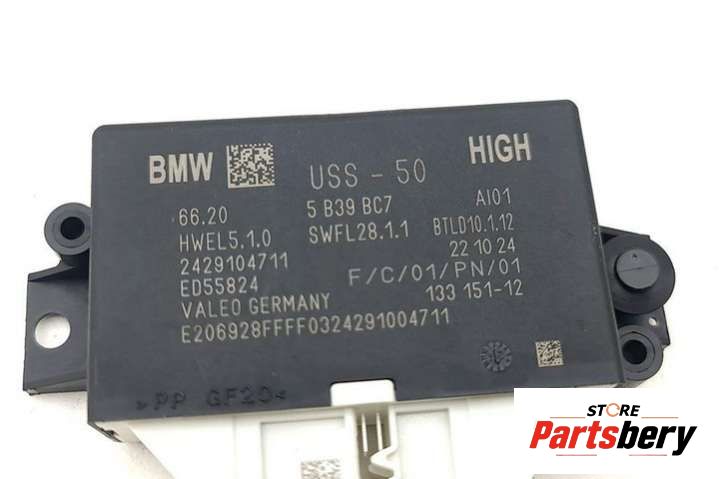 BMW USS - 50 HIGH
66.20 5 B39 BC7 AI01
HWEL5.1.0 SWFL28.1.1 BTLD10.1.12
2429104711 22 10 24
ED55824 F/C/01/PN/01
VALEO GERMANY 133 151-12
E206928FFFF0324291004711
>PP GF20<
STORE
Partsbery